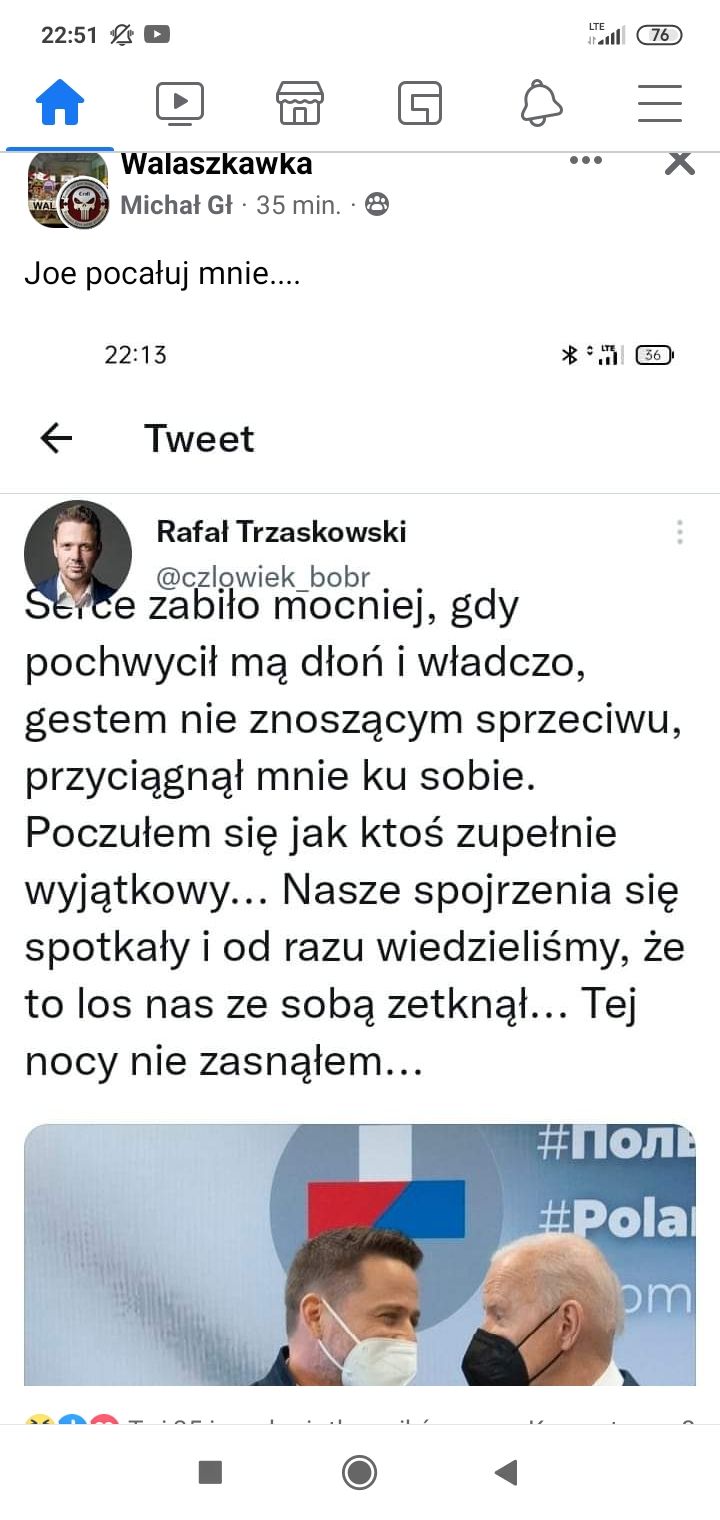 22:51
LTE
76
Walaszkawka
WAL
Michał Gł · 35 min. ·
Joe pocałuj mnie....
22:13
LTE
36
Tweet
Rafał Trzaskowski
@czlowiek_bobr
Serce zabiło mocniej, gdy
pochwycił mą dłoń i władczo,
gestem nie znoszącym sprzeciwu,
przyciągnął mnie ku sobie.
Poczułem się jak ktoś zupełnie
wyjątkowy... Nasze spojrzenia się
spotkały i od razu wiedzieliśmy, że
to los nas ze sobą zetknął... Tej
nocy nie zasnąłem...
#Поль
#Pola
om